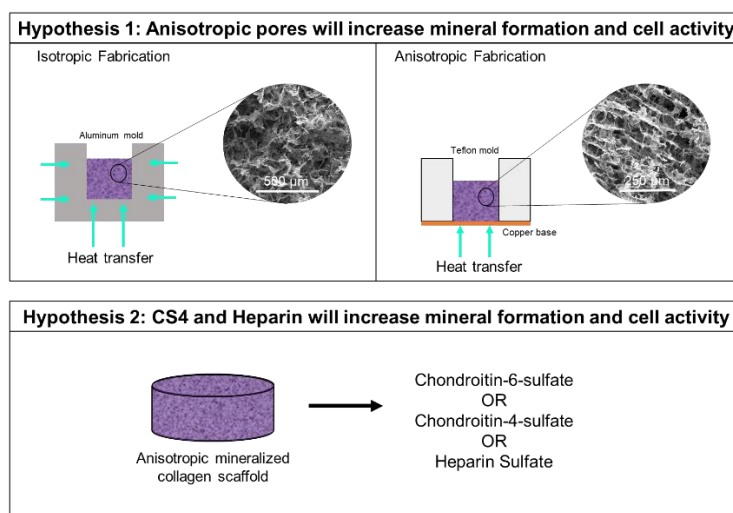 Hypothesis 1: Anisotropic pores will increase mineral formation and cell activity
Isotropic Fabrication
Anisotropic Fabrication
Aluminum mold
500 µm
Heat transfer
Teflon mold
250 µm
Copper base
Heat transfer
Hypothesis 2: CS4 and Heparin will increase mineral formation and cell activity
Anisotropic mineralized
collagen scaffold
Chondroitin-6-sulfate
OR
Chondroitin-4-sulfate
OR
Heparin Sulfate